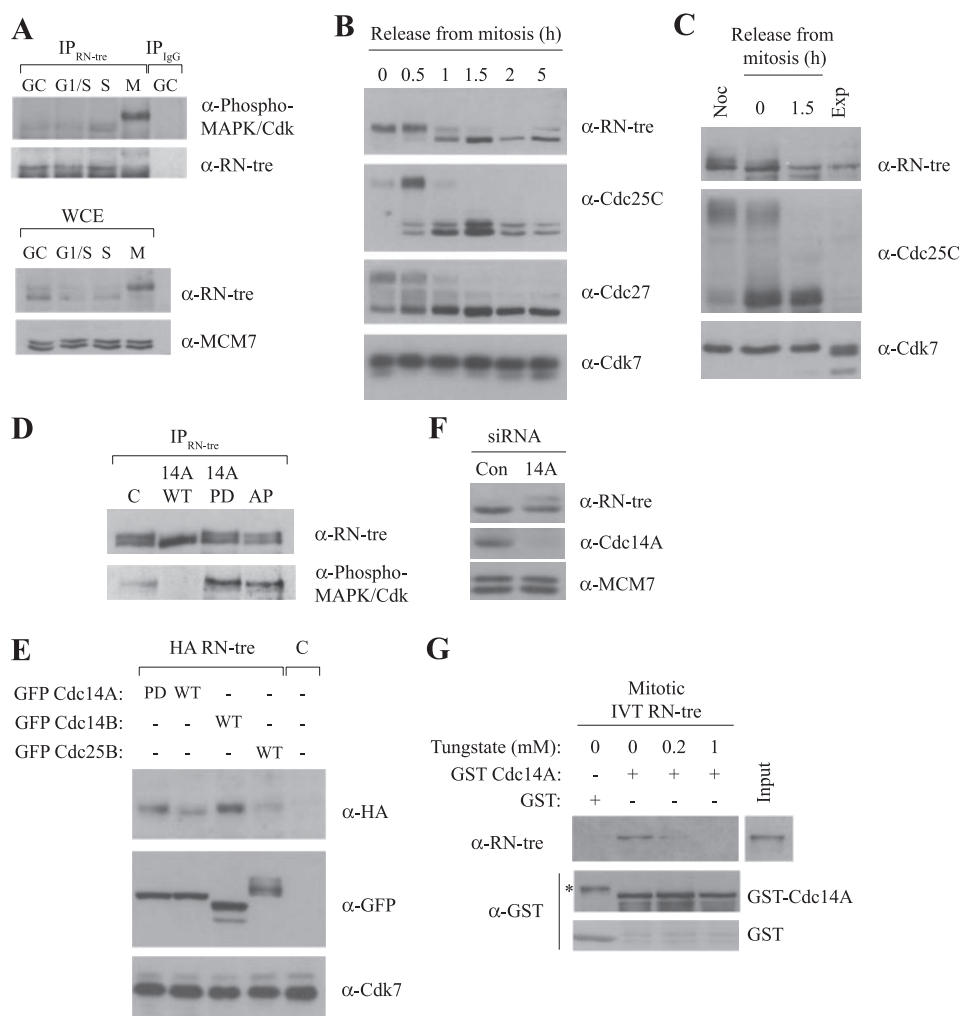 A
IP RN-tre
IP IgG
GC G1/S S M GC
α-Phospho-
MAPK/Cdk
α-RN-tre
WCE
GC G1/S S M
α-RN-tre
α-MCM7
B
Release from mitosis (h)
0 0.5 1 1.5 2 5
α-RN-tre
α-Cdc25C
α-Cdc27
α-Cdk7
C
Release from
mitosis (h)
Noc 0 1.5 Exp
α-RN-tre
α-Cdc25C
α-Cdk7
D
IP RN-tre
14A 14A
C WT PD AP
α-RN-tre
α-Phospho-
MAPK/Cdk
F
siRNA
Con 14A
α-RN-tre
α-Cdc14A
α-MCM7
E
HA RN-tre C
GFP Cdc14A: PD WT - - -
GFP Cdc14B: - - WT - -
GFP Cdc25B: - - - WT -
α-HA
α-GFP
α-Cdk7
G
Mitotic
IVT RN-tre
Tungstate (mM): 0 0 0.2 1
GST Cdc14A: - + + +
GST: + - - -
Input
α-RN-tre
*
α-GST
GST-Cdc14A
GST